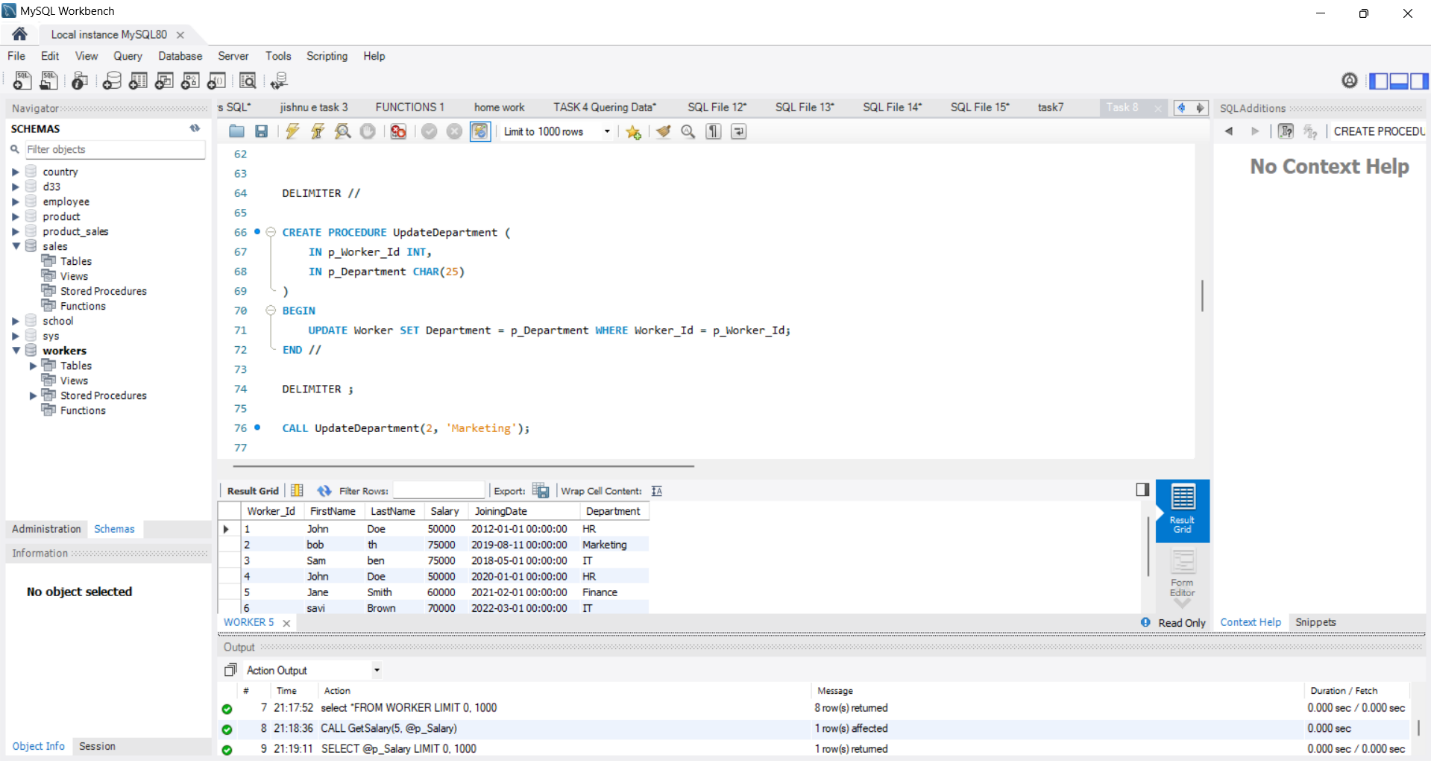 MySQL Workbench
Local instance MySQL80
File Edit View Query Database Server Tools Scripting Help
Navigator
s SQL* jishnu e task 3 FUNCTIONS 1 home work TASK 4 Quering Data* SQL File 12* SQL File 13* SQL File 14* SQL File 15* task7 Task 8
SQLAdditions
SCHEMAS
Filter objects
country
d33
employee
product
product_sales
sales
Tables
Views
Stored Procedures
Functions
school
sys
workers
Tables
Views
Stored Procedures
Functions
Administration Schemas
Information
No object selected
Object Info Session
Limit to 1000 rows
62
63
64 DELIMITER //
65
66 CREATE PROCEDURE UpdateDepartment (
67 IN p_Worker_Id INT,
68 IN p_Department CHAR(25)
69 )
70 BEGIN
71 UPDATE Worker SET Department = p_Department WHERE Worker_Id = p_Worker_Id;
72 END //
73
74 DELIMITER ;
75
76 CALL UpdateDepartment(2, 'Marketing');
77
Result Grid Filter Rows: Export: Wrap Cell Content: IA
Worker_Id FirstName LastName Salary JoiningDate Department
1 John Doe 50000 2012-01-01 00:00:00 HR
2 bob th 75000 2019-08-11 00:00:00 Marketing
3 Sam ben 75000 2018-05-01 00:00:00 IT
4 John Doe 50000 2020-01-01 00:00:00 HR
5 Jane Smith 60000 2021-02-01 00:00:00 Finance
6 savi Brown 70000 2022-03-01 00:00:00 IT
Result
Grid
Form
Editor
WORKER 5
Read Only
CREATE PROCEDU
No Context Help
Context Help Snippets
Output
Action Output
# Time Action Message Duration / Fetch
7 21:17:52 select *FROM WORKER LIMIT 0, 1000 8 row(s) returned 0.000 sec / 0.000 sec
8 21:18:36 CALL GetSalary(5, @p_Salary) 1 row(s) affected 0.000 sec
9 21:19:11 SELECT @p_Salary LIMIT 0, 1000 1 row(s) returned 0.000 sec / 0.000 sec